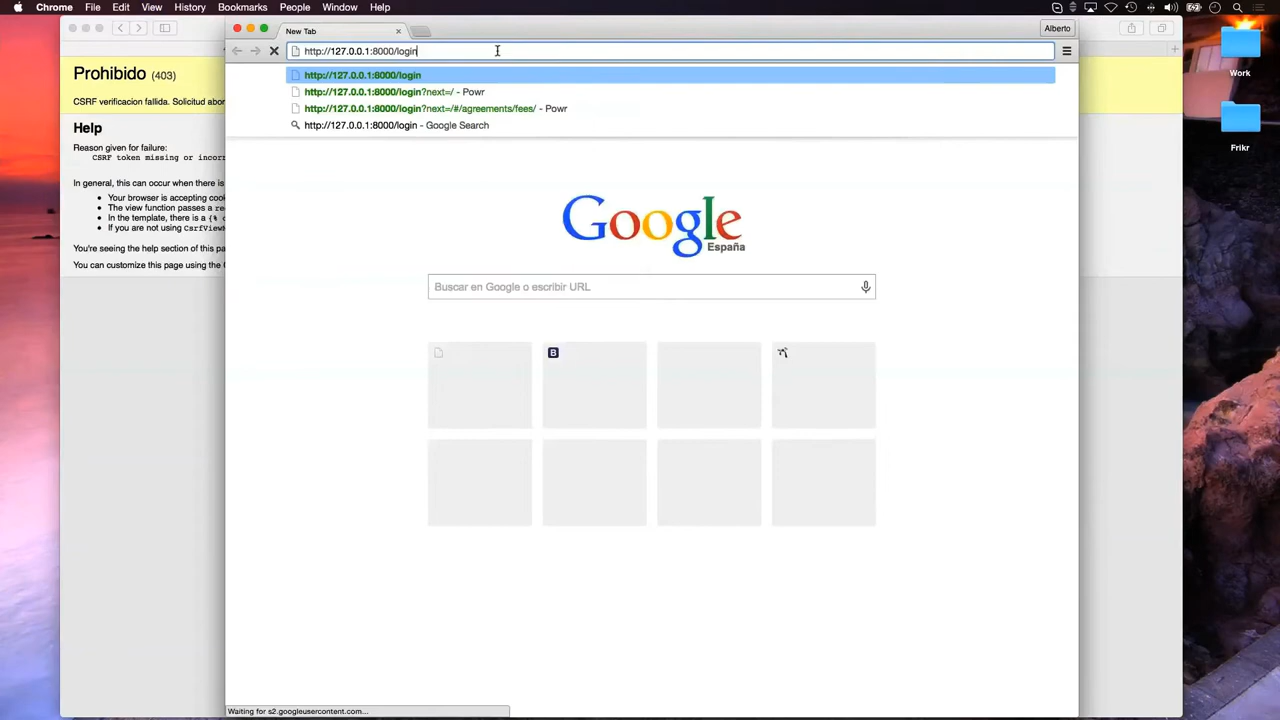 Chrome File Edit View History Bookmarks People Window Help
New Tab
Alberto
http://127.0.0.1:8000/login
http://127.0.0.1:8000/login
http://127.0.0.1:8000/login?next=/ - Powr
http://127.0.0.1:8000/login?next=/#/agreements/fees/ - Powr
http://127.0.0.1:8000/login - Google Search
Prohibido (403)
CSRF verificacion fallida. Solicitud
Help
Reason given for failure:
CSRF token missing or
In general, this can occur when there is
Your browser is accepting
The view function passes a
In the template, there is a {%
If you are not using
You're seeing the help section of this
You can customize this page using the
Google
España
Buscar en Google o escribir URL
B
Work
Frikr
Waiting for s2.googleusercontent.com...